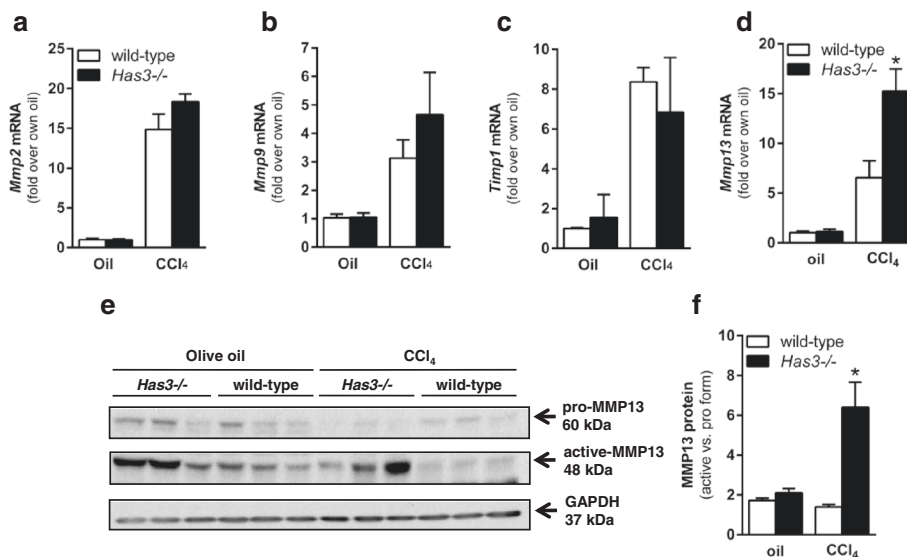 a
Mmp2 mRNA
(fold over own oil)
25
20
15
10
5
0
wild-type
Has3-/-
Oil
CCl4
b
Mmp9 mRNA
(fold over own oil)
7
6
5
4
3
2
1
0
Oil
CCl4
c
Timp1 mRNA
(fold over own oil)
10
8
6
4
2
0
Oil
CCl4
d
Mmp13 mRNA
(fold over own oil)
20
15
10
5
0
wild-type
Has3-/-
*
oil
CCl4
e
Olive oil
CCl4
Has3-/-
wild-type
Has3-/-
wild-type
pro-MMP13
60 kDa
active-MMP13
48 kDa
GAPDH
37 kDa
f
MMP13 protein
(active vs. pro form)
10
8
6
4
2
0
wild-type
Has3-/-
*
oil
CCl4